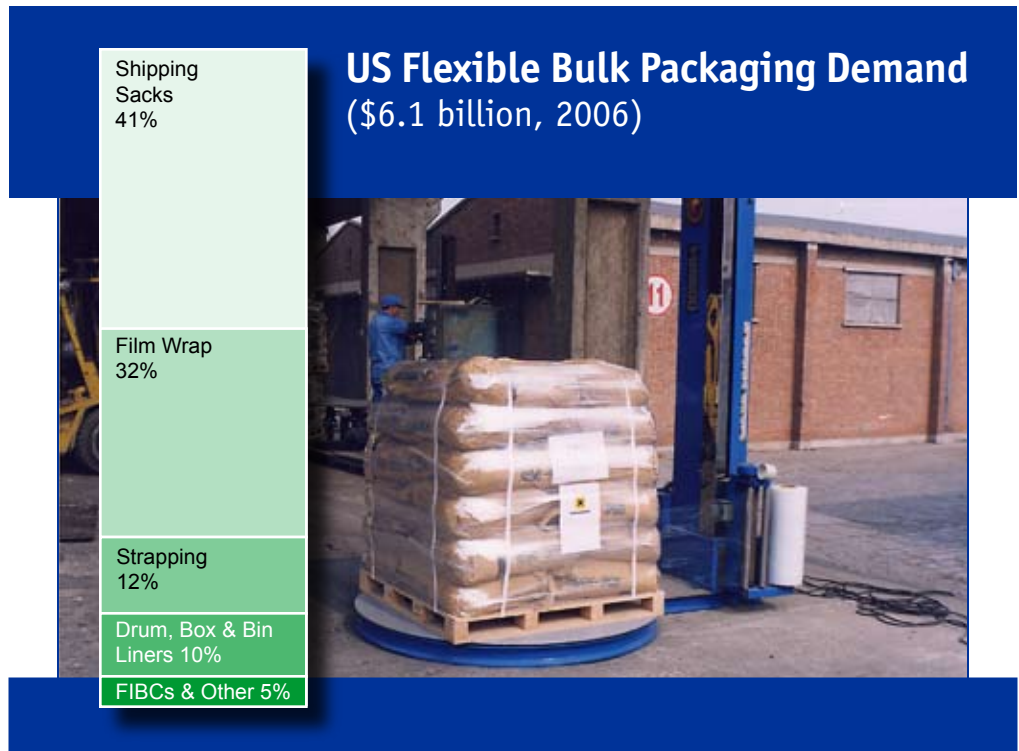 US Flexible Bulk Packaging Demand
($6.1 billion, 2006)
Shipping
Sacks
41%
Film Wrap
32%
Strapping
12%
Drum, Box & Bin
Liners 10%
FIBCs & Other 5%
11